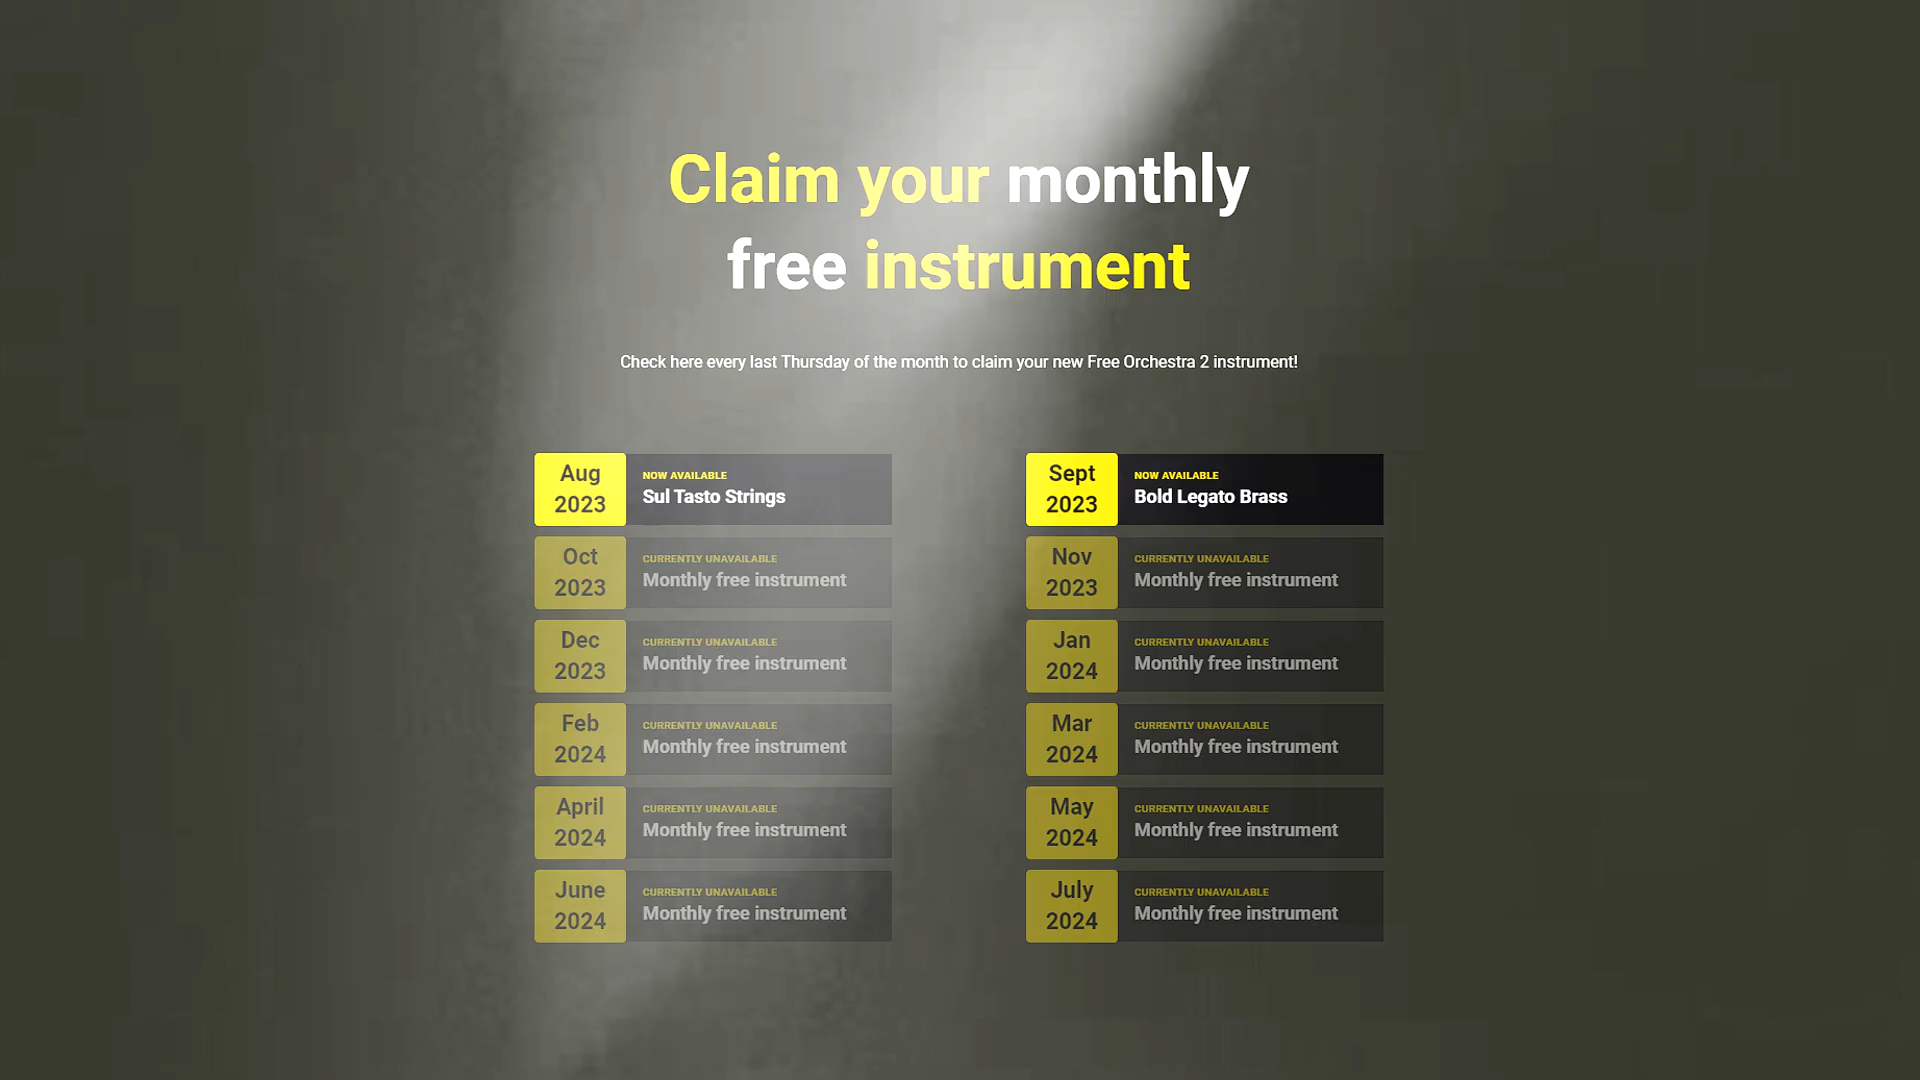 Claim your monthly
free instrument
Check here every last Thursday of the month to claim your new Free Orchestra 2 instrument!
Aug
2023
NOW AVAILABLE
Sul Tasto Strings
Sept
2023
NOW AVAILABLE
Bold Legato Brass
Oct
2023
CURRENTLY UNAVAILABLE
Monthly free instrument
Nov
2023
CURRENTLY UNAVAILABLE
Monthly free instrument
Dec
2023
CURRENTLY UNAVAILABLE
Monthly free instrument
Jan
2024
CURRENTLY UNAVAILABLE
Monthly free instrument
Feb
2024
CURRENTLY UNAVAILABLE
Monthly free instrument
Mar
2024
CURRENTLY UNAVAILABLE
Monthly free instrument
April
2024
CURRENTLY UNAVAILABLE
Monthly free instrument
May
2024
CURRENTLY UNAVAILABLE
Monthly free instrument
June
2024
CURRENTLY UNAVAILABLE
Monthly free instrument
July
2024
CURRENTLY UNAVAILABLE
Monthly free instrument